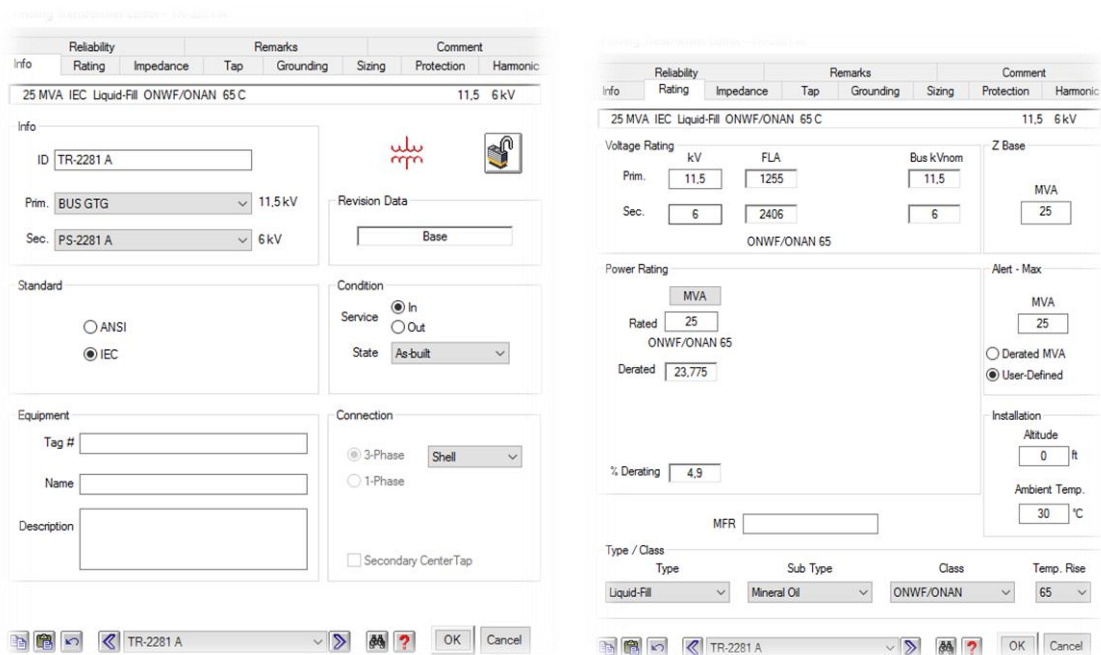 Reliability Remarks Comment
Info Rating Impedance Tap Grounding Sizing Protection Harmonic
25 MVA IEC Liquid-Fill ONWF/ONAN 65 C 11,5 6 kV
Info
ID TR-2281 A
Prim. BUS GTG 11,5 kV
Sec. PS-2281 A 6 kV
Revision Data
Base
Standard
ANSI
IEC
Condition
Service In
Out
State As-built
Equipment
Tag #
Name
Description
Connection
3-Phase Shell
1-Phase
Secondary Center Tap
TR-2281 A OK Cancel
Reliability Remarks Comment
Info Rating Impedance Tap Grounding Sizing Protection Harmonic
25 MVA IEC Liquid-Fill ONWF/ONAN 65 C 11,5 6 kV
Voltage Rating
kV FLA Bus kVnom
Prim. 11,5 1255 11,5
Sec. 6 2406 6
ONWF/ONAN 65
Z Base
MVA
25
Power Rating
MVA
Rated 25
ONWF/ONAN 65
Derated 23,775
% Derating 4,9
Alert - Max
MVA
25
Derated MVA
User-Defined
Installation
Altitude
0 ft
Ambient Temp.
30 °C
MFR
Type / Class
Type Sub Type Class Temp. Rise
Liquid-Fill Mineral Oil ONWF/ONAN 65
TR-2281 A OK Cancel